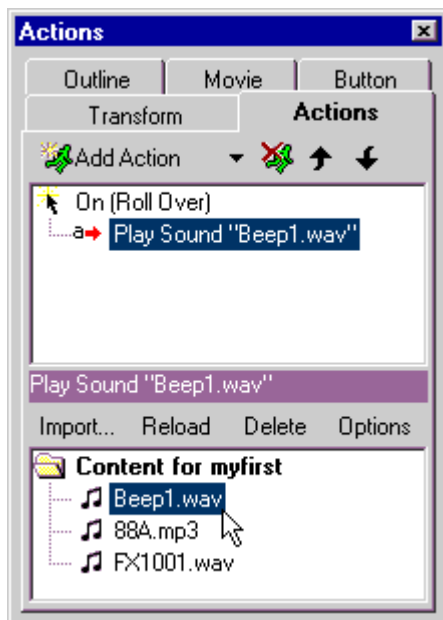 Actions
Outline Movie Button
Transform Actions
Add Action
On (Roll Over)
a Play Sound "Beep1.wav"
Play Sound "Beep1.wav"
Import... Reload Delete Options
Content for myfirst
Beep1.wav
88A.mp3
FX1001.wav